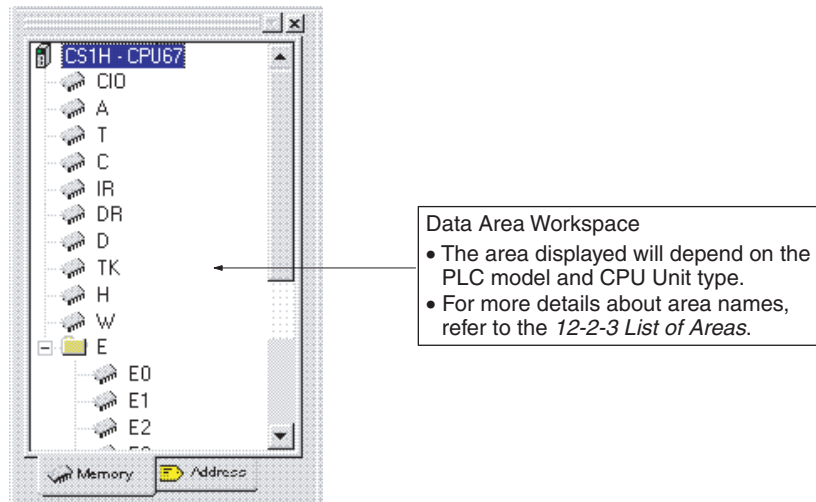 CS1H - CPU67
CIO
A
T
C
IR
DR
D
TK
H
W
E
E0
E1
E2
Memory
Address
Data Area Workspace
• The area displayed will depend on the
PLC model and CPU Unit type.
• For more details about area names,
refer to the 12-2-3 List of Areas.